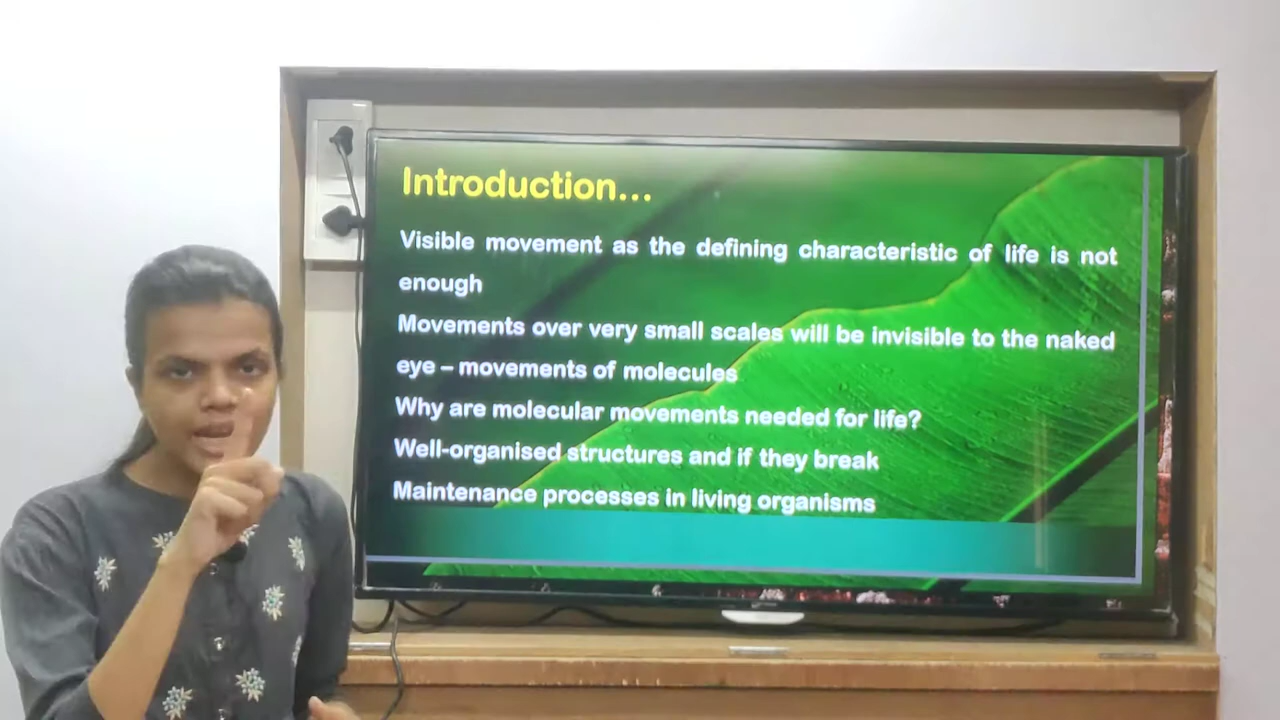 Introduction...
Visible movement as the defining characteristic of life is not
enough
Movements over very small scales will be invisible to the naked
eye – movements of molecules
Why are molecular movements needed for life?
Well-organised structures and if they break
Maintenance processes in living organisms